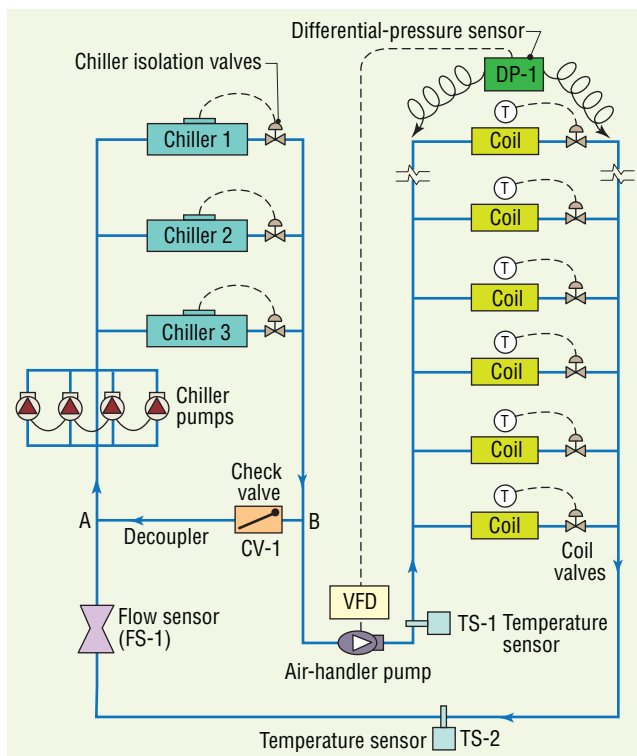 Differential-pressure sensor
DP-1
Chiller isolation valves
Chiller 1
T
Coil
Chiller 2
T
Coil
Chiller 3
T
Coil
T
Coil
Chiller
pumps
T
Coil
Check
valve
T
Coil
A
B
Decoupler
CV-1
Coil
valves
Flow sensor
(FS-1)
VFD
TS-1 Temperature
sensor
Air-handler pump
Temperature sensor
TS-2